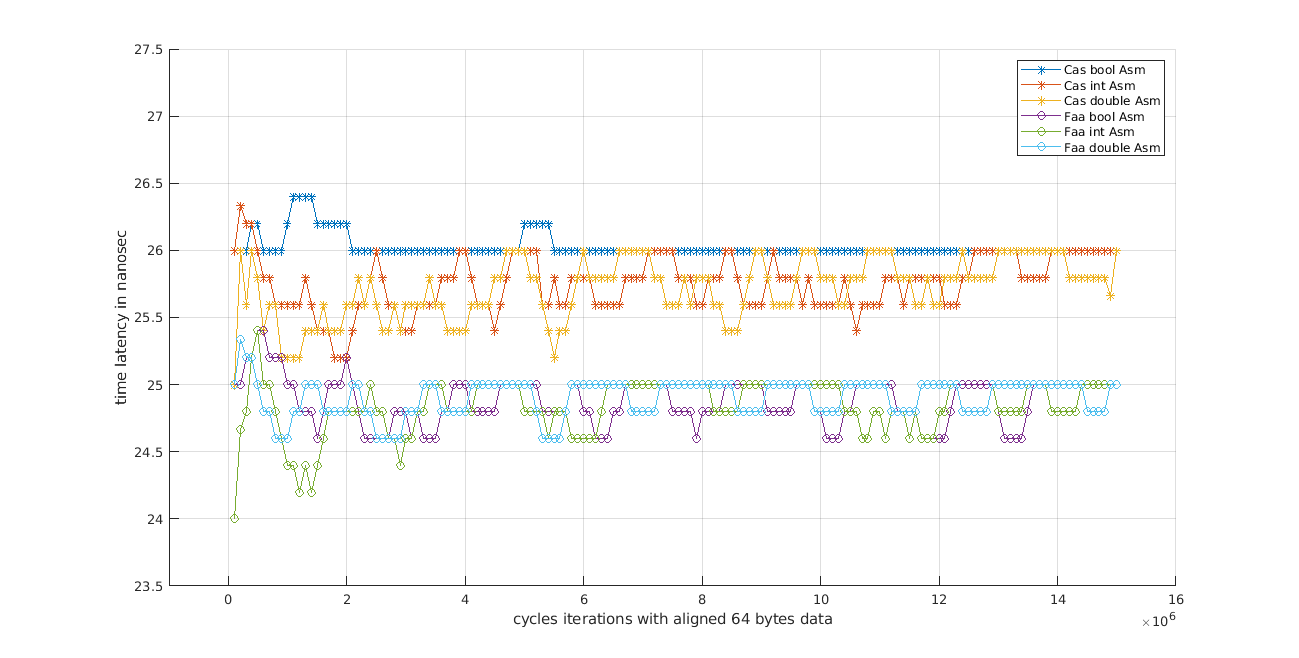 27.5
27
26.5
26
25.5
25
24.5
24
23.5
time latency in nanosec
Cas bool Asm
Cas int Asm
Cas double Asm
Faa bool Asm
Faa int Asm
Faa double Asm
0 2 4 6 8 10 12 14 16
cycles iterations with aligned 64 bytes data
×10⁶